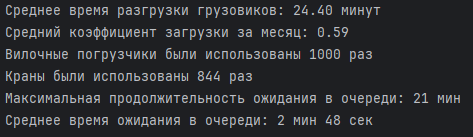 Среднее время разгрузки грузовиков: 24.40 минут
Средний коэффициент загрузки за месяц: 0.59
Вилочные погрузчики были использованы 1000 раз
Краны были использованы 844 раз
Максимальная продолжительность ожидания в очереди: 21 мин
Среднее время ожидания в очереди: 2 мин 48 сек